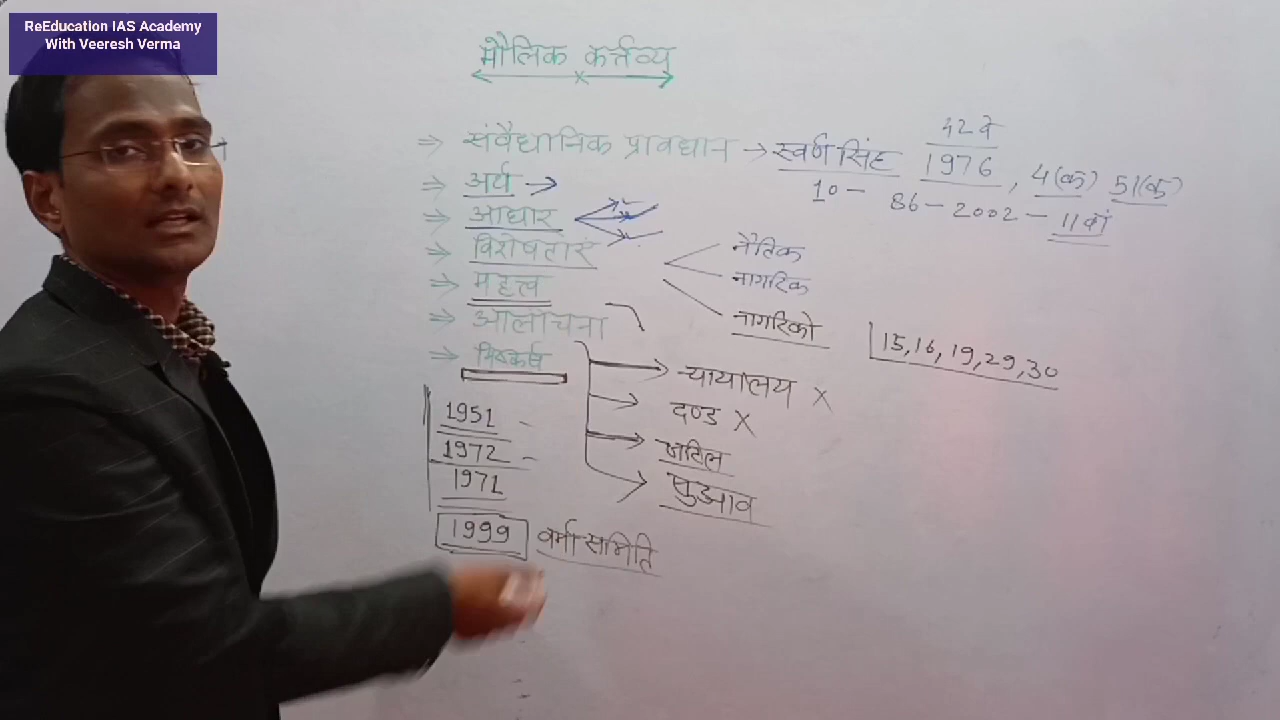 ReEducation IAS Academy
With Veeresh Verma
मौलिक कर्त्तव्य
42वे
⇒ संवैधानिक प्रावधान → स्वर्ण सिंह 1976, 4(क) 51(क)
10 - 86 - 2002 - 11वां
⇒ अर्थ →
⇒ आधार
⇒ विशेषताएं
नैतिक
नागरिक
नागरिको
15, 16, 19, 29, 30
⇒ महत्त्व
⇒ आलोचना
⇒ निष्कर्ष
न्यायालय ×
दण्ड ×
जटिल
सुझाव
1951 -
1972 -
1971
1999 वर्मा समिति